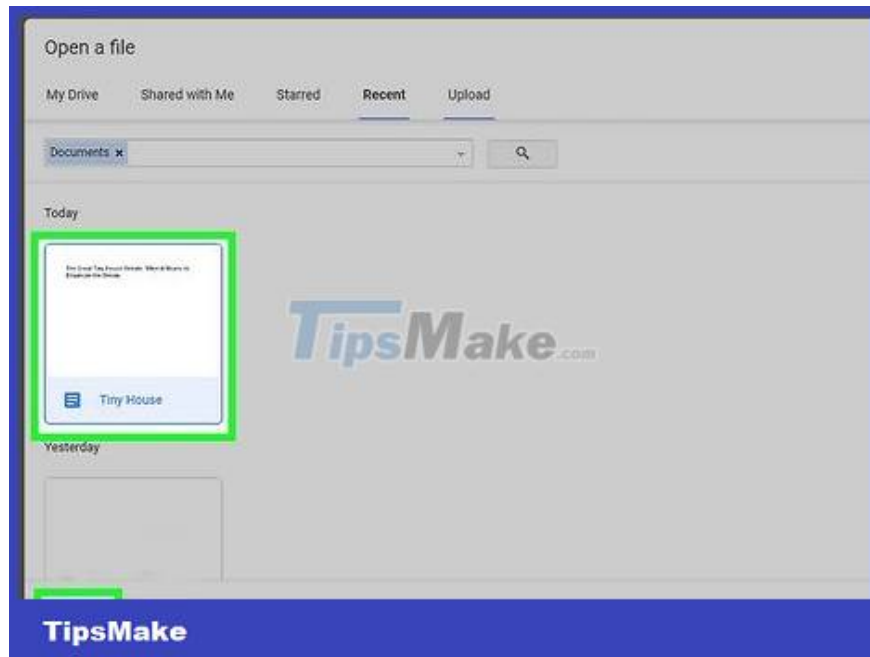 Open a file
My Drive Shared with Me Starred Recent Upload
Documents ×
Today
Tiny House
TipsMake.com
Yesterday
TipsMake